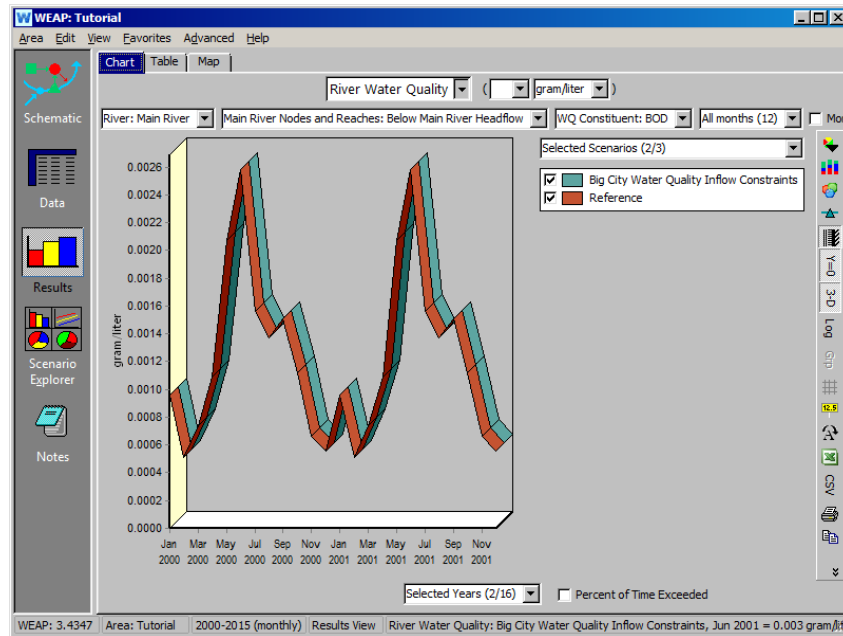 WEAP: Tutorial
Area Edit View Favorites Advanced Help
Chart Table Map
River Water Quality ( gram/liter )
River: Main River Main River Nodes and Reaches: Below Main River Headflow WQ Constituent: BOD All months (12) Mor
Selected Scenarios (2/3)
Big City Water Quality Inflow Constraints
Reference
Schematic
Data
Results
Scenario
Explorer
Notes
gram/liter
0.0026
0.0024
0.0022
0.0020
0.0018
0.0016
0.0014
0.0012
0.0010
0.0008
0.0006
0.0004
0.0002
0.0000
Jan Mar May Jul Sep Nov Jan Mar May Jul Sep Nov
2000 2000 2000 2000 2000 2000 2001 2001 2001 2001 2001 2001
Y=0
3-D
Log
Grp
12.5
A
CSV
Selected Years (2/16) Percent of Time Exceeded
WEAP: 3.4347 Area: Tutorial 2000-2015 (monthly) Results View River Water Quality: Big City Water Quality Inflow Constraints, Jun 2001 = 0.003 gram/lit